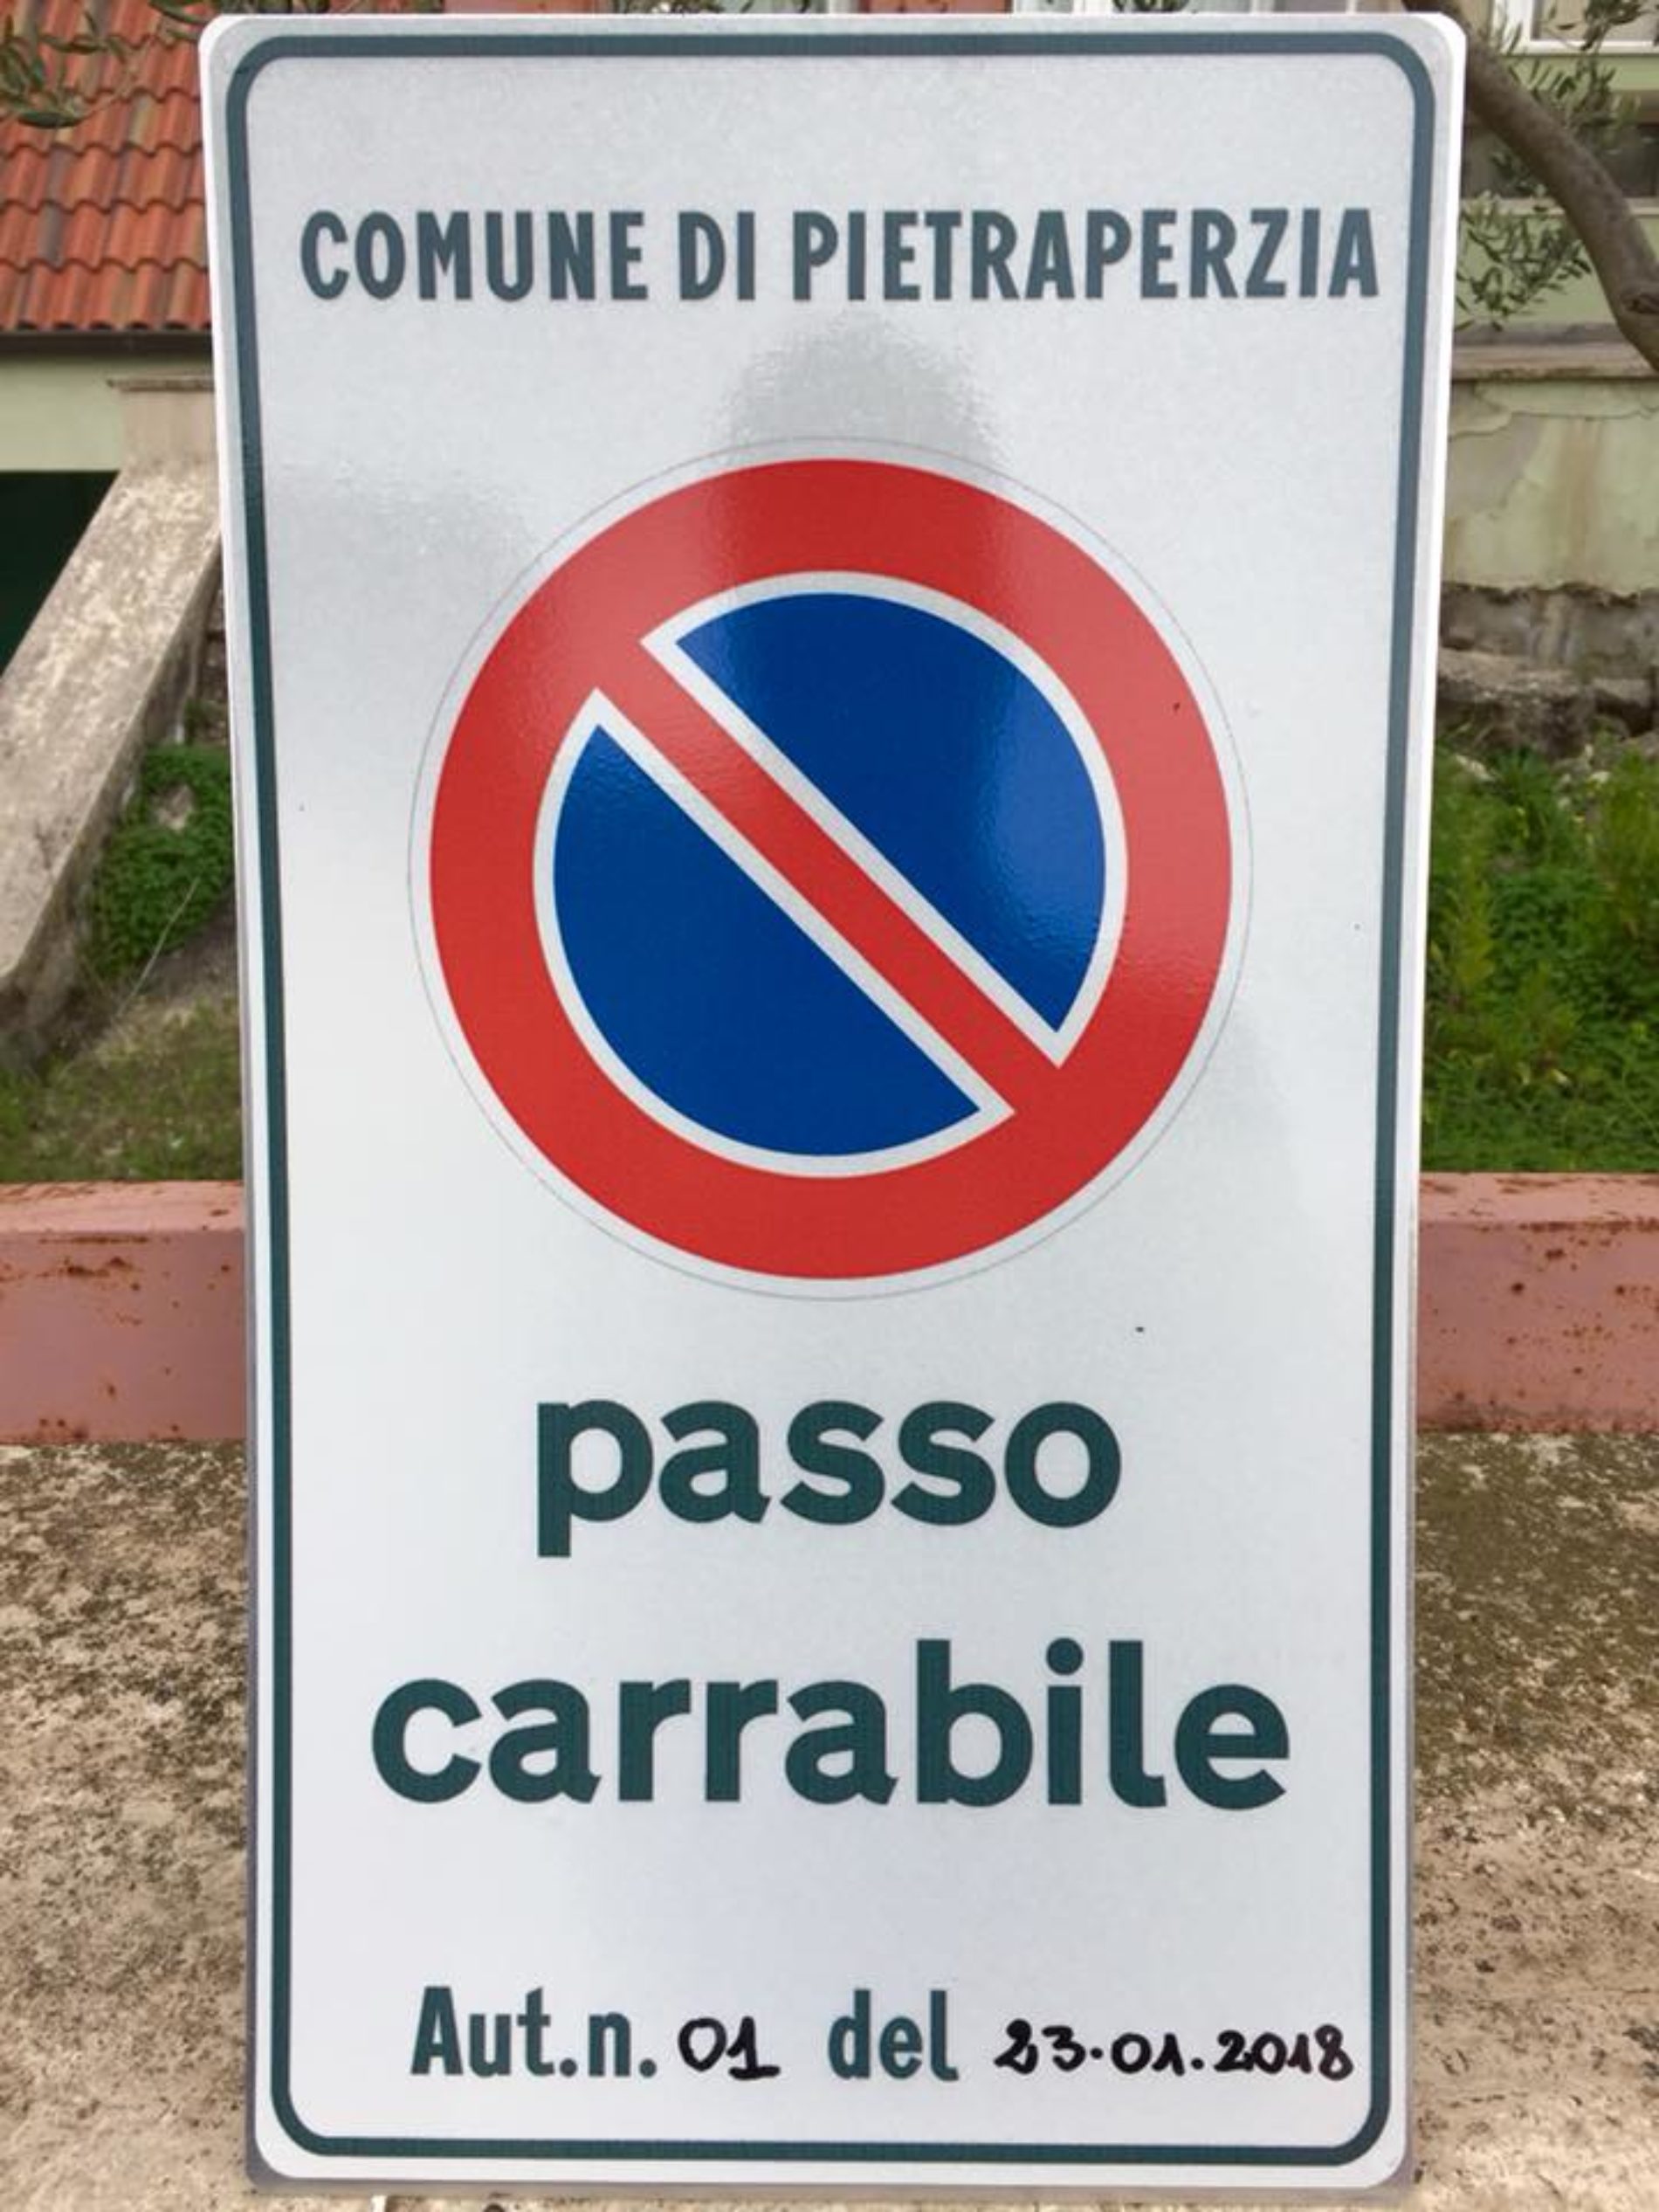 COMUNE DI PIETRAPERZIA
passo
carrabile
Aut.n. 01 del 23.01.2018